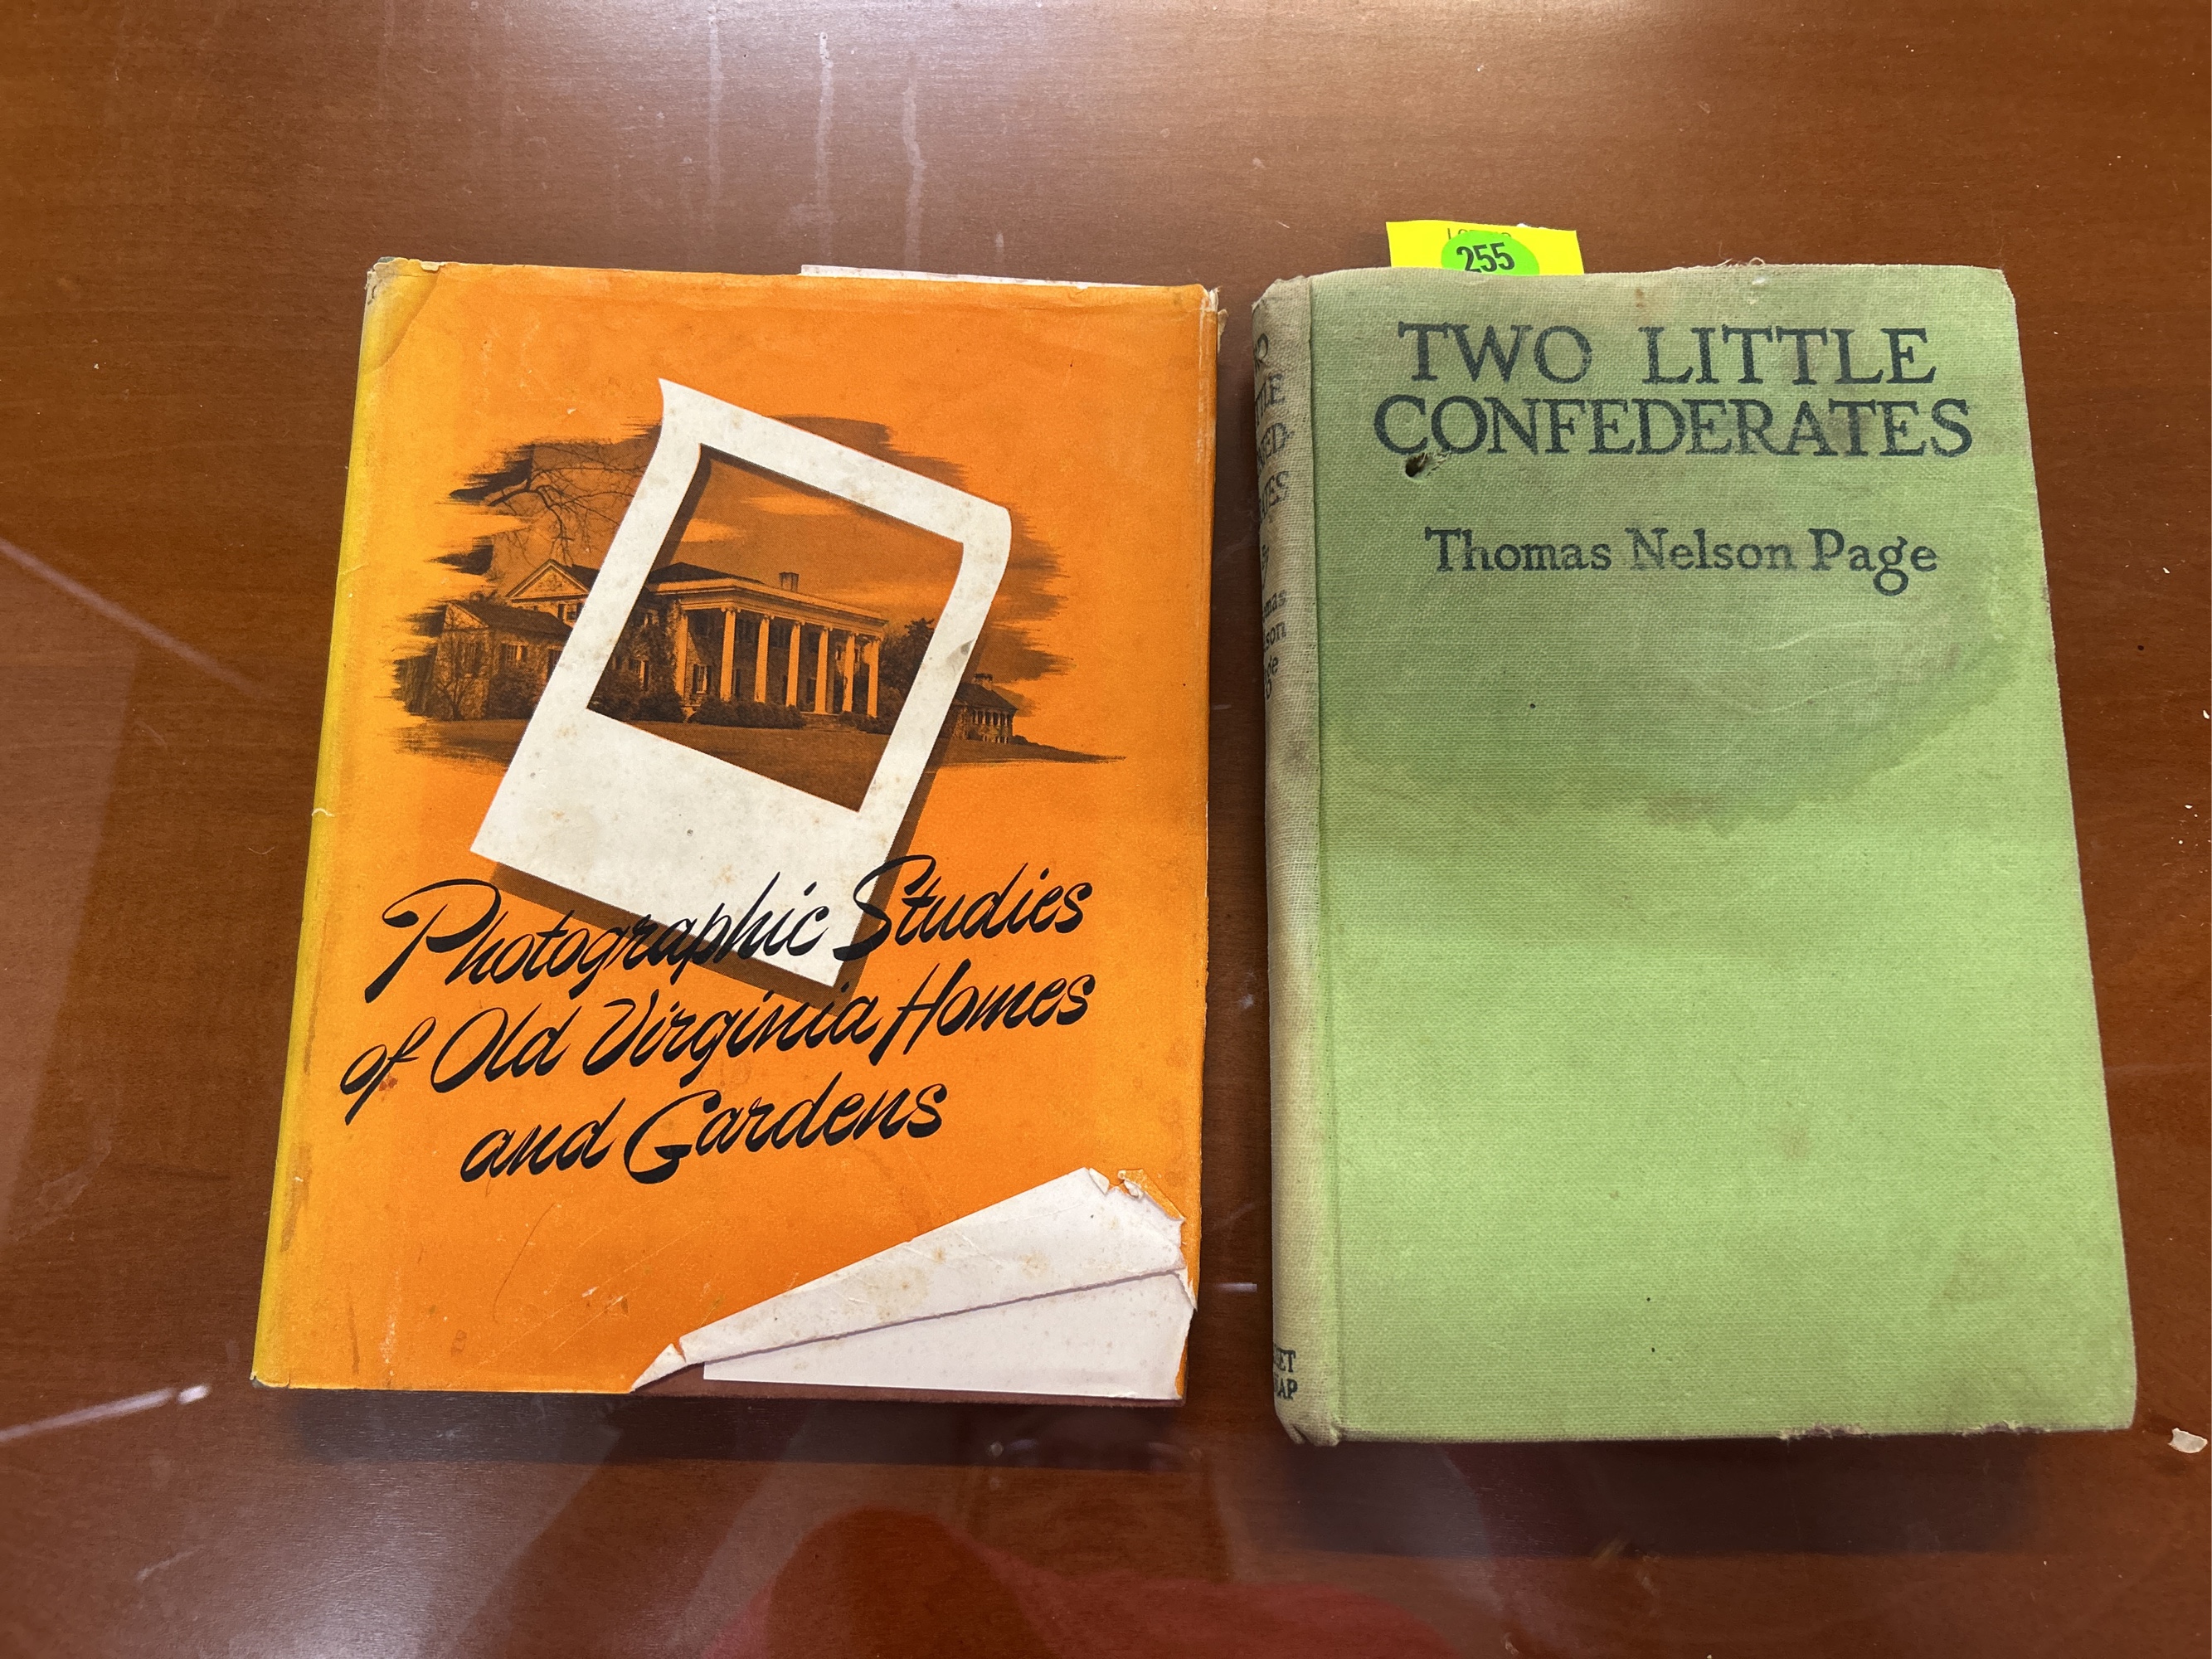 Photographic Studies
of Old Virginia Homes
and Gardens
255
TWO LITTLE
CONFEDERATES
Thomas Nelson Page